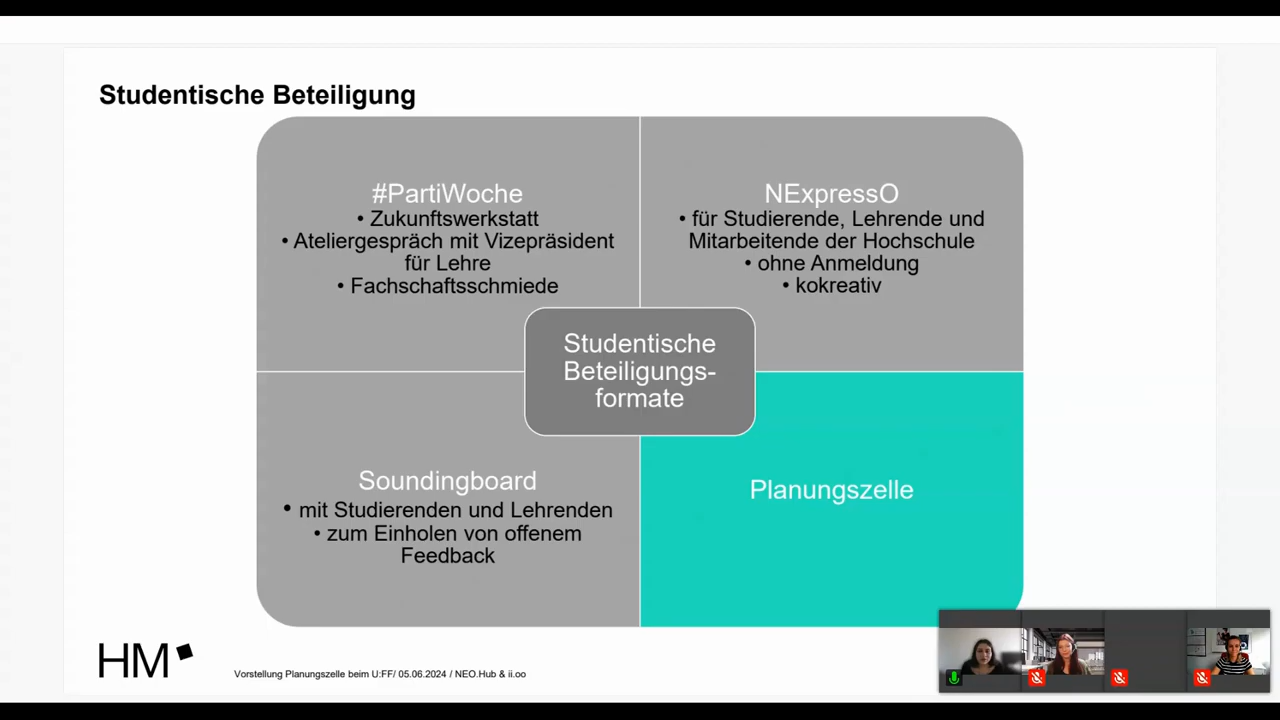 Studentische Beteiligung
#PartiWoche
• Zukunftswerkstatt
• Ateliergespräch mit Vizepräsident
für Lehre
• Fachschaftsschmiede
NExpressO
• für Studierende, Lehrende und
Mitarbeitende der Hochschule
• ohne Anmeldung
• kokreativ
Studentische
Beteiligungs-
formate
Soundingboard
• mit Studierenden und Lehrenden
• zum Einholen von offenem
Feedback
Planungszelle
HM
Vorstellung Planungszelle beim U:FF/ 05.06.2024 / NEO.Hub & ii.oo